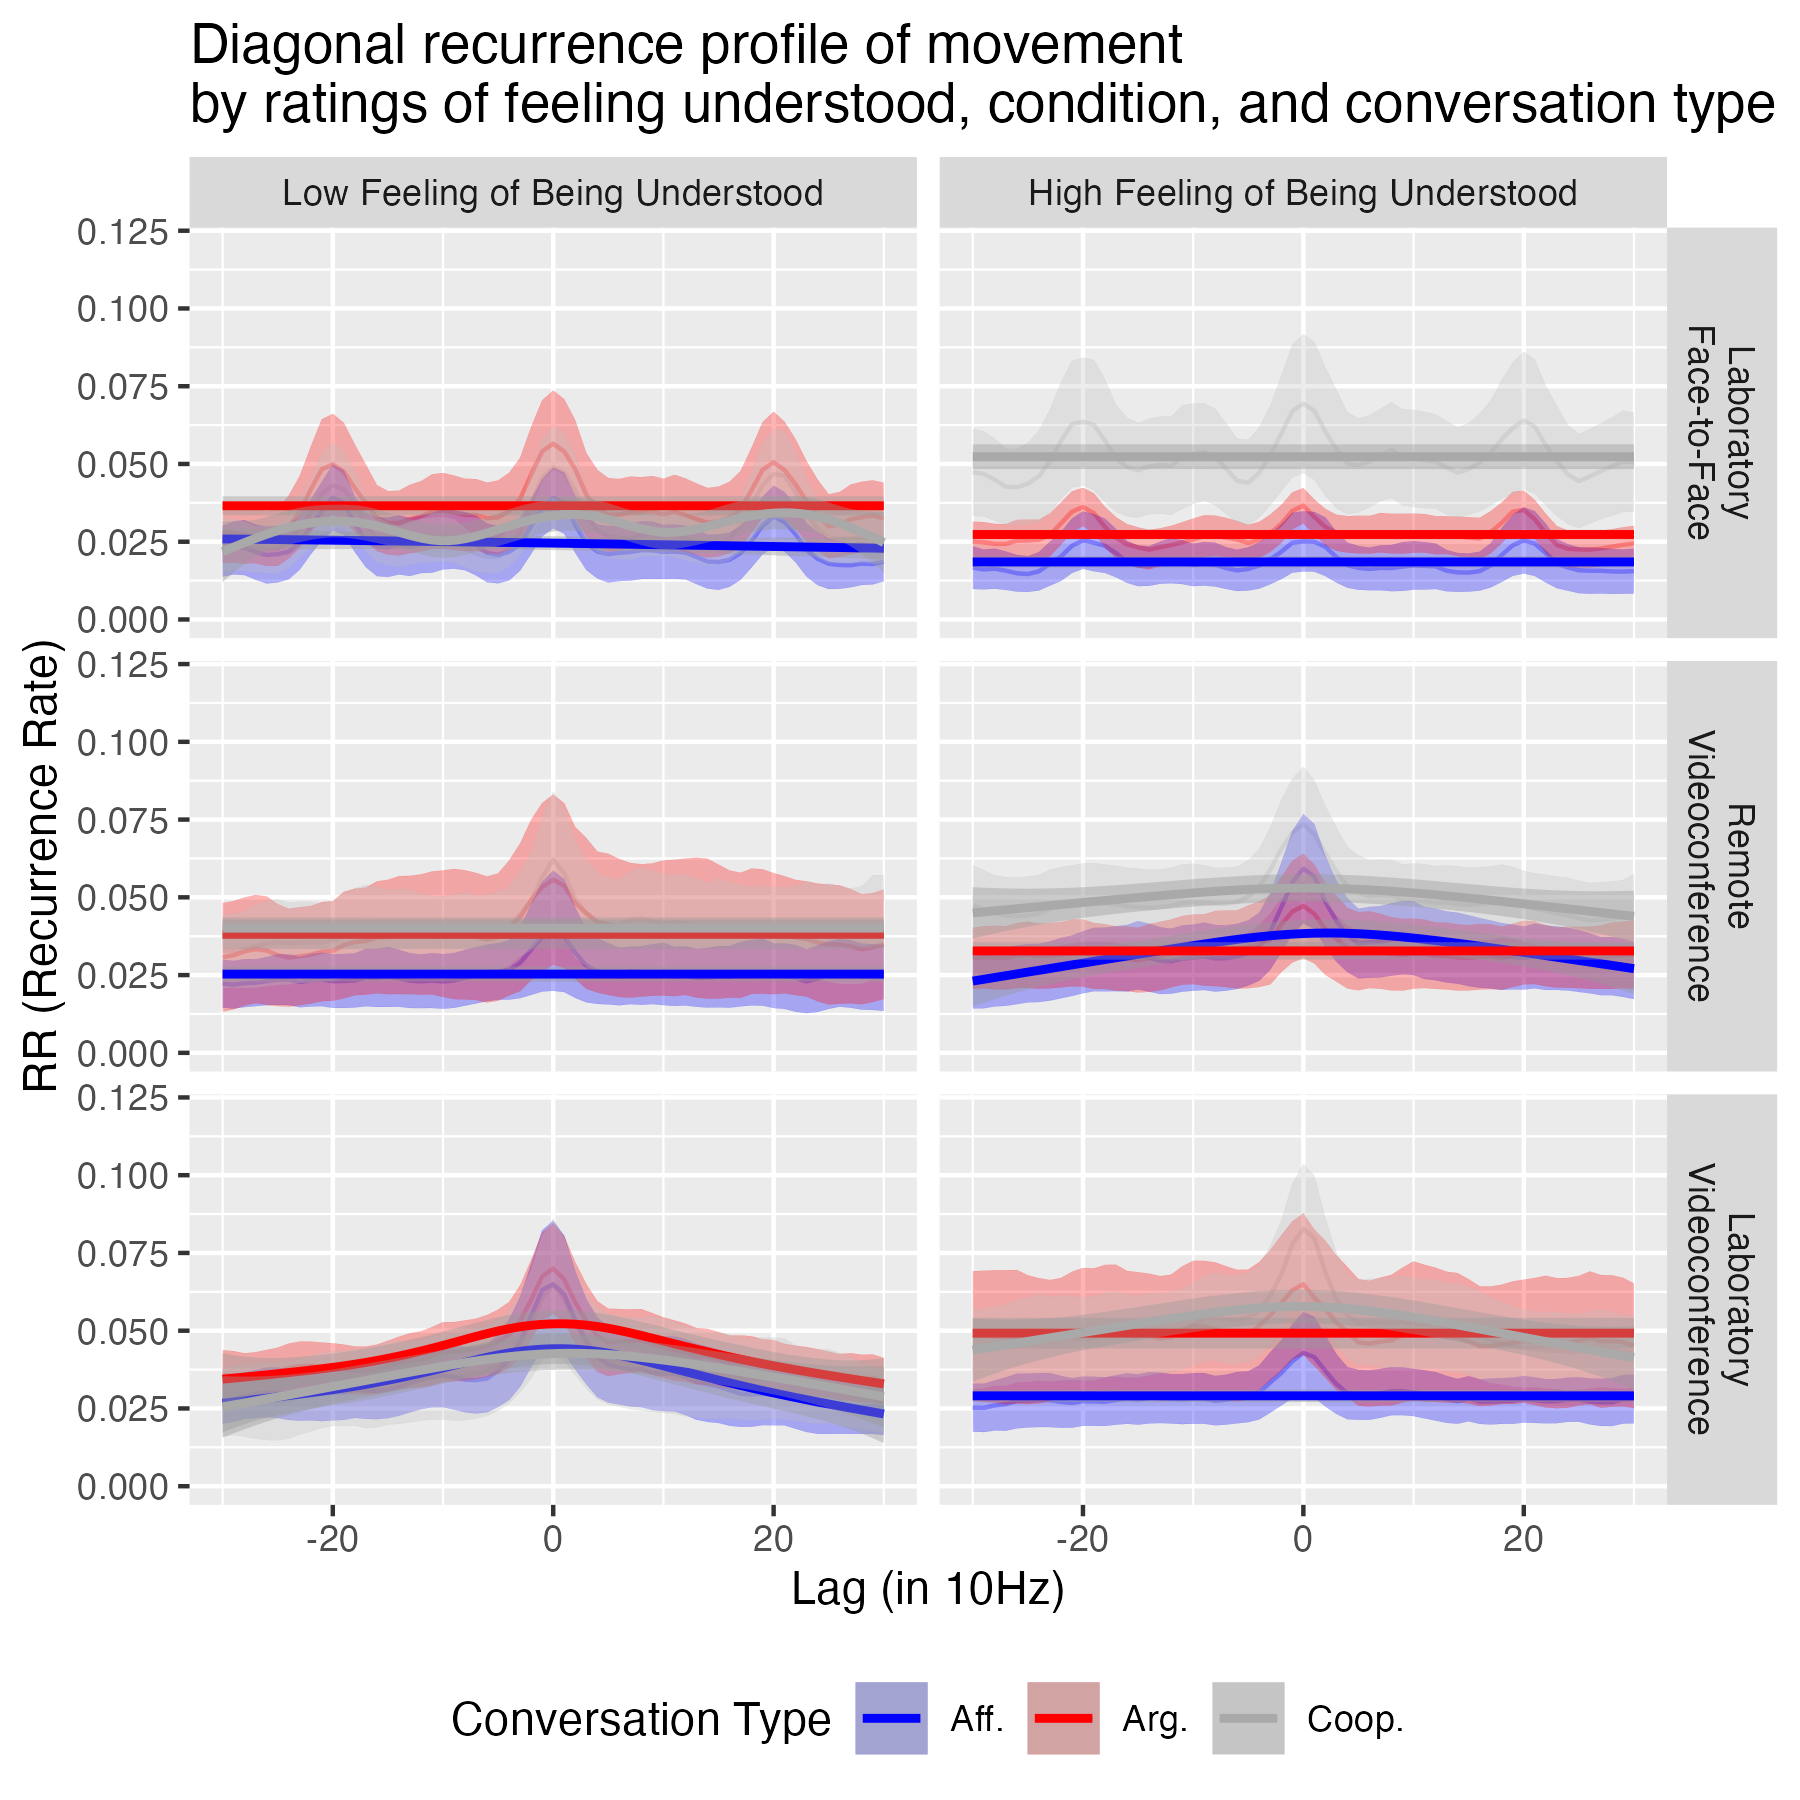 Diagonal recurrence profile of movement
by ratings of feeling understood, condition, and conversation type
Low Feeling of Being Understood
High Feeling of Being Understood
0.125
0.100
0.075
0.050
0.025
0.000
Laboratory
Face-to-Face
0.125
0.100
0.075
0.050
0.025
0.000
Remote
Videoconference
0.125
0.100
0.075
0.050
0.025
0.000
Laboratory
Videoconference
RR (Recurrence Rate)
-20 0 20
-20 0 20
Lag (in 10Hz)
Conversation Type Aff. Arg. Coop.